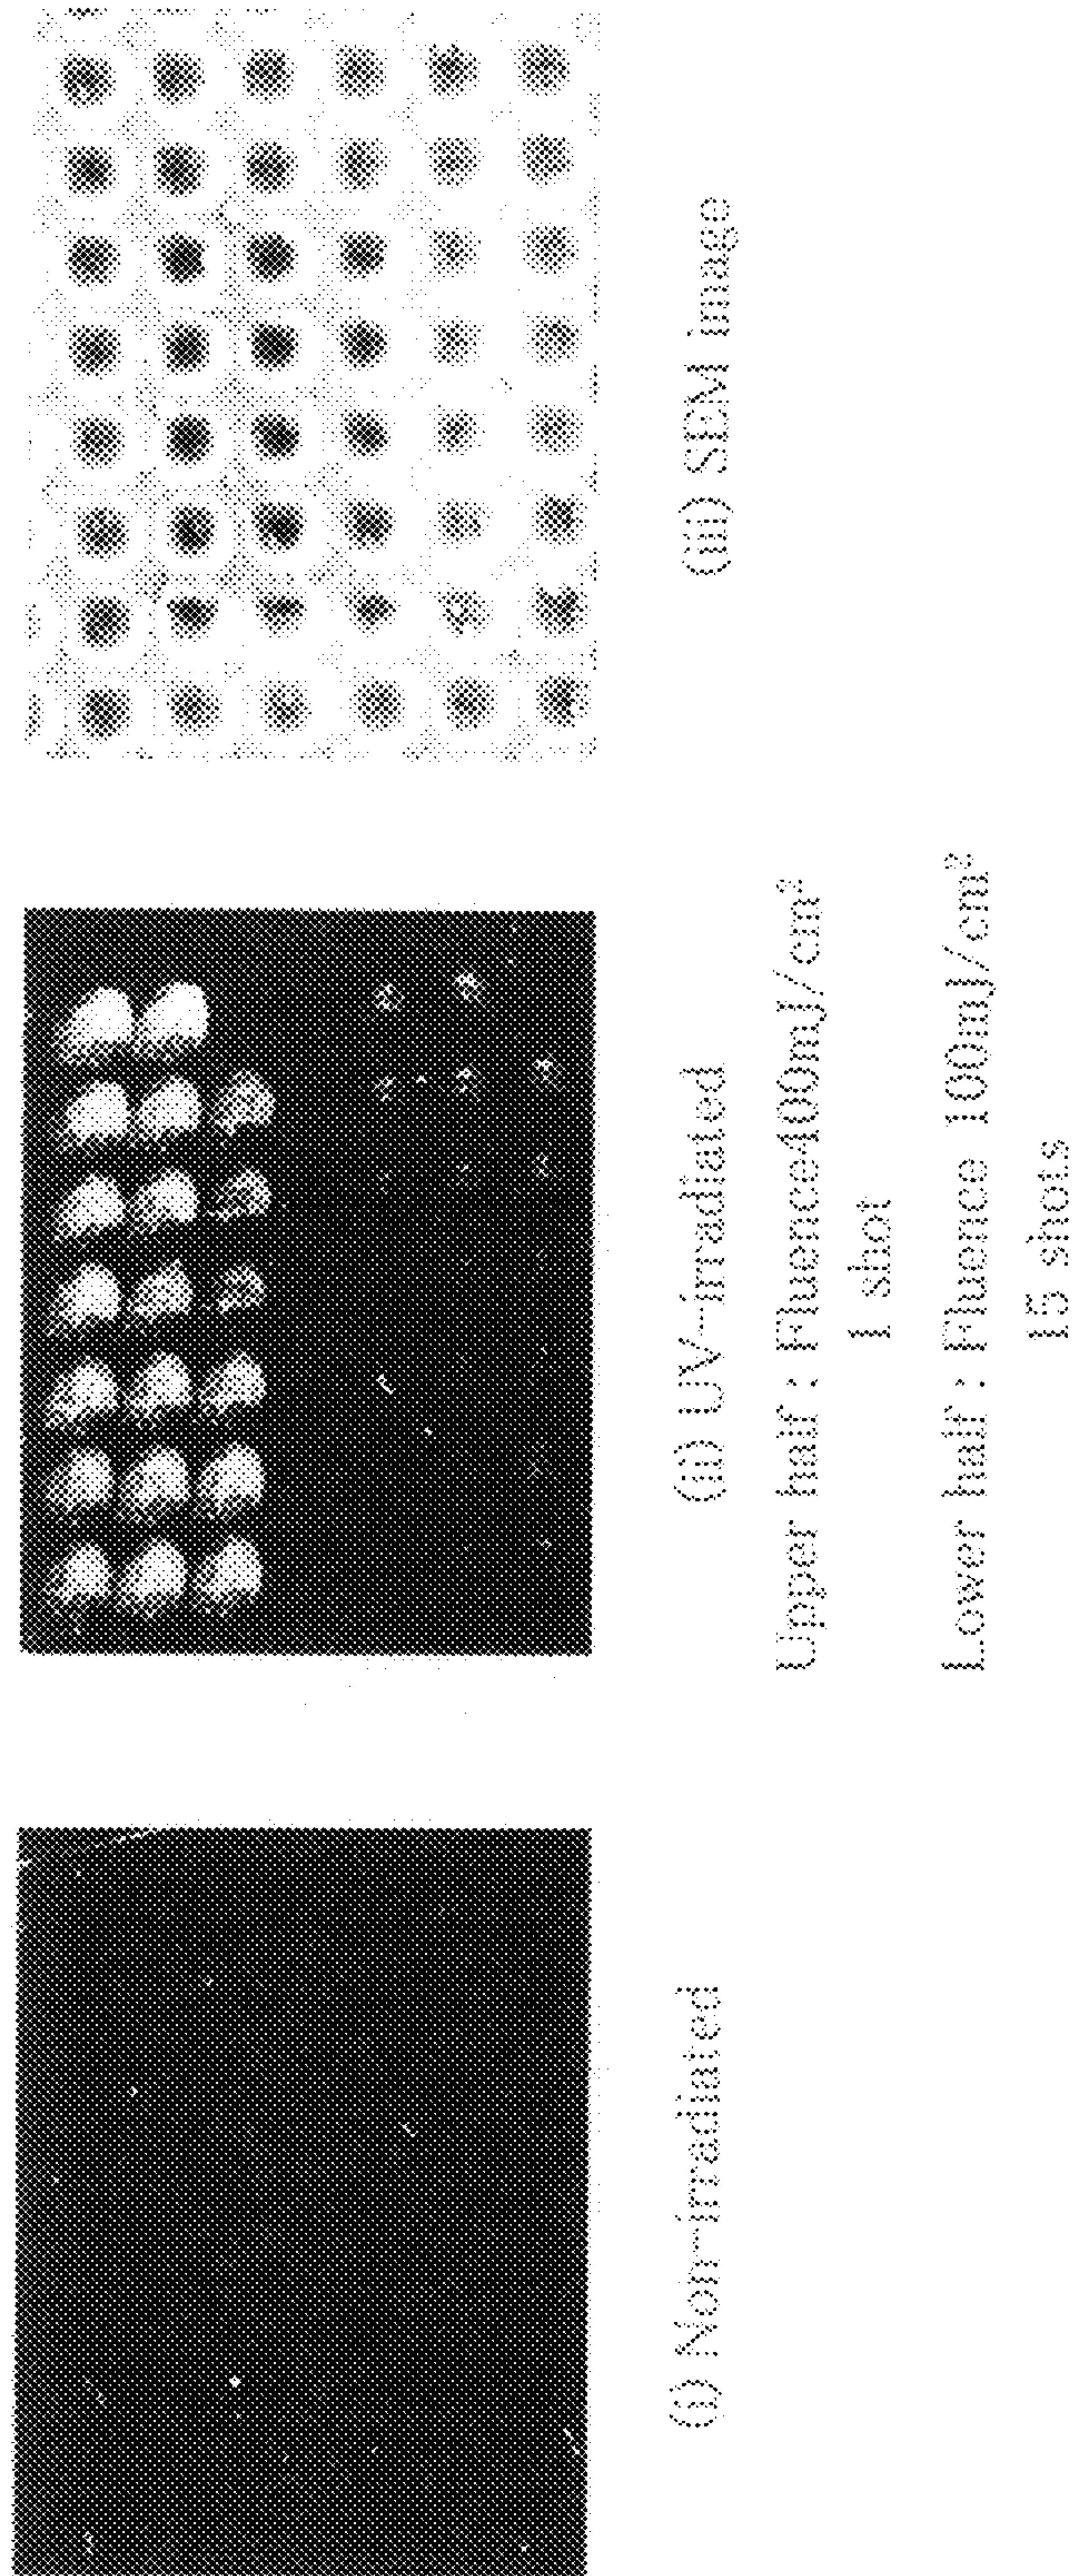 (i) Non-irradiated
(ii) UV-irradiated
Upper half : Fluence400mJ/cm²
1 shot
Lower half : Fluence 100mJ/cm²
15 shots
(iii) SEM image